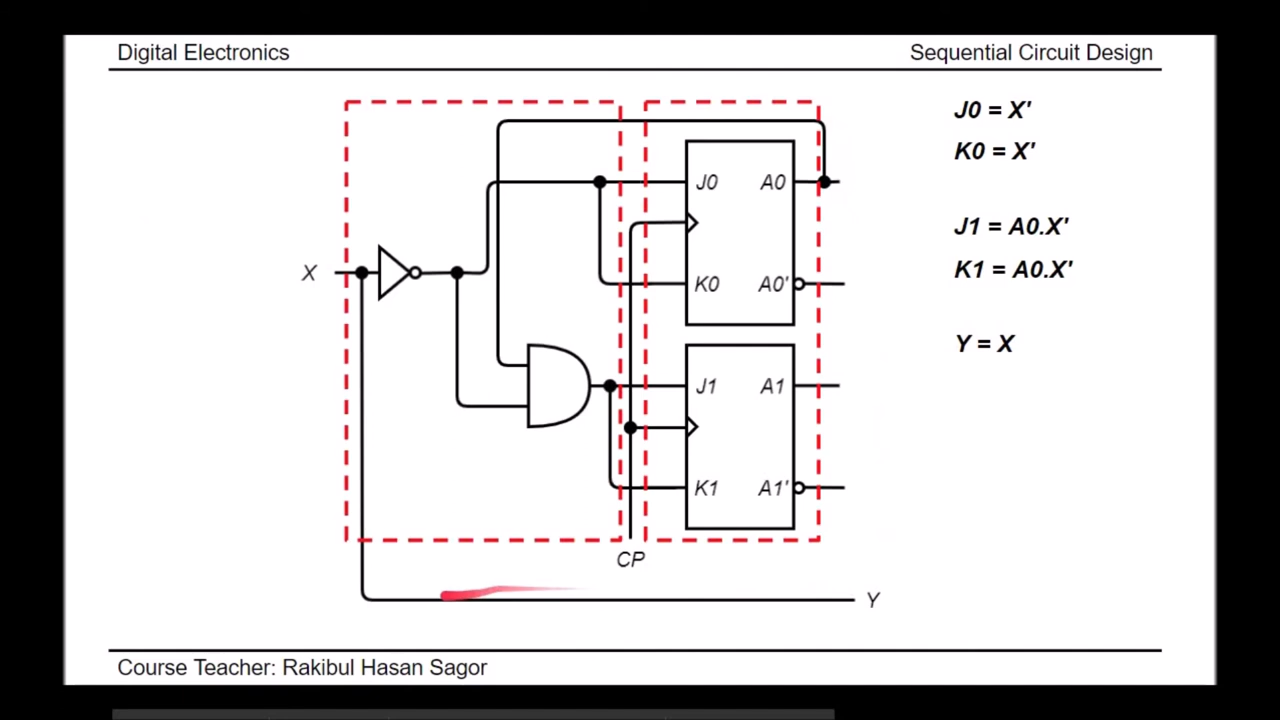 Digital Electronics
Sequential Circuit Design
J0 = X'
K0 = X'
J1 = A0.X'
K1 = A0.X'
Y = X
X
J0
A0
K0
A0'
J1
A1
K1
A1'
CP
Y
Course Teacher: Rakibul Hasan Sagor